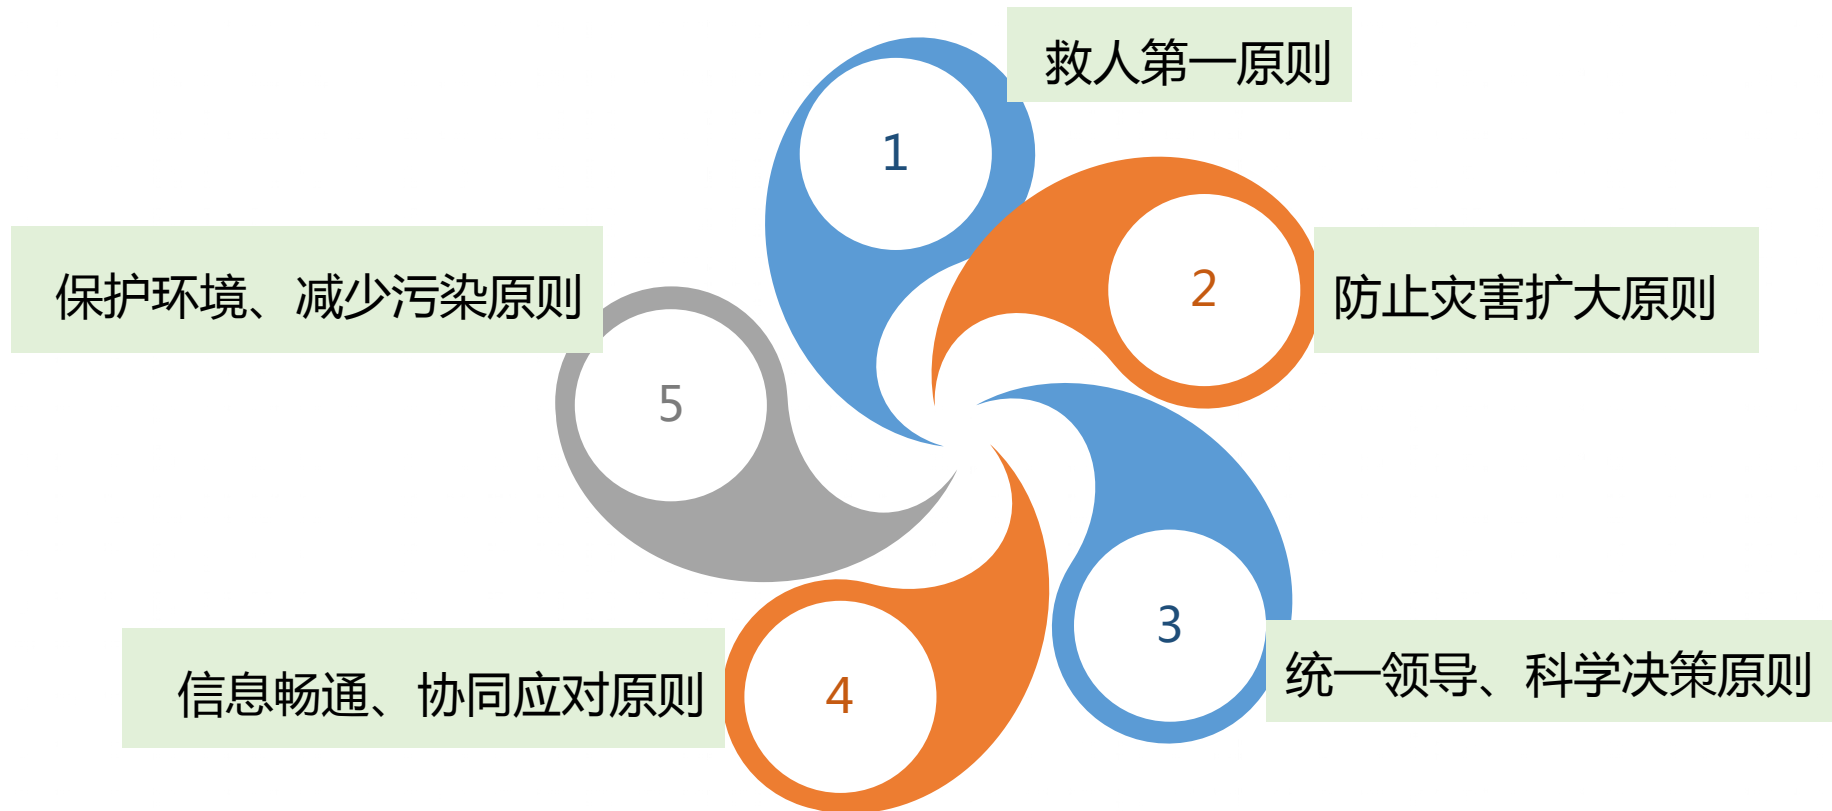 1
救人第一原则
2
防止灾害扩大原则
3
统一领导、科学决策原则
4
信息畅通、协同应对原则
5
保护环境、减少污染原则